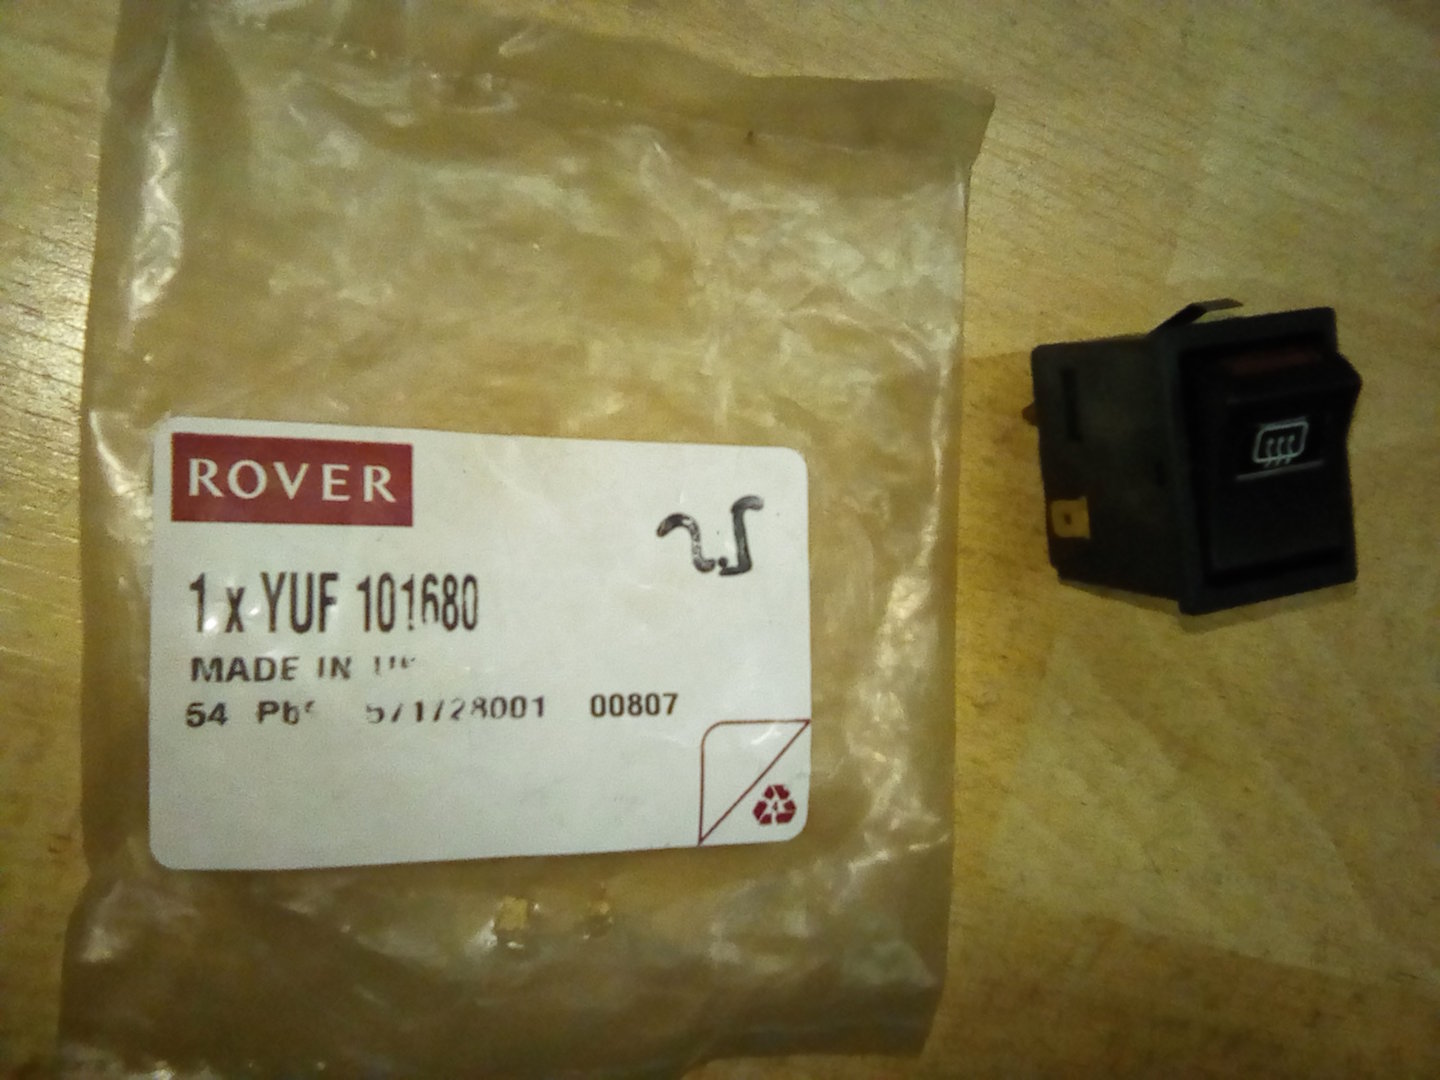 ROVER
1 x YUF 101680
MADE IN
54 00807